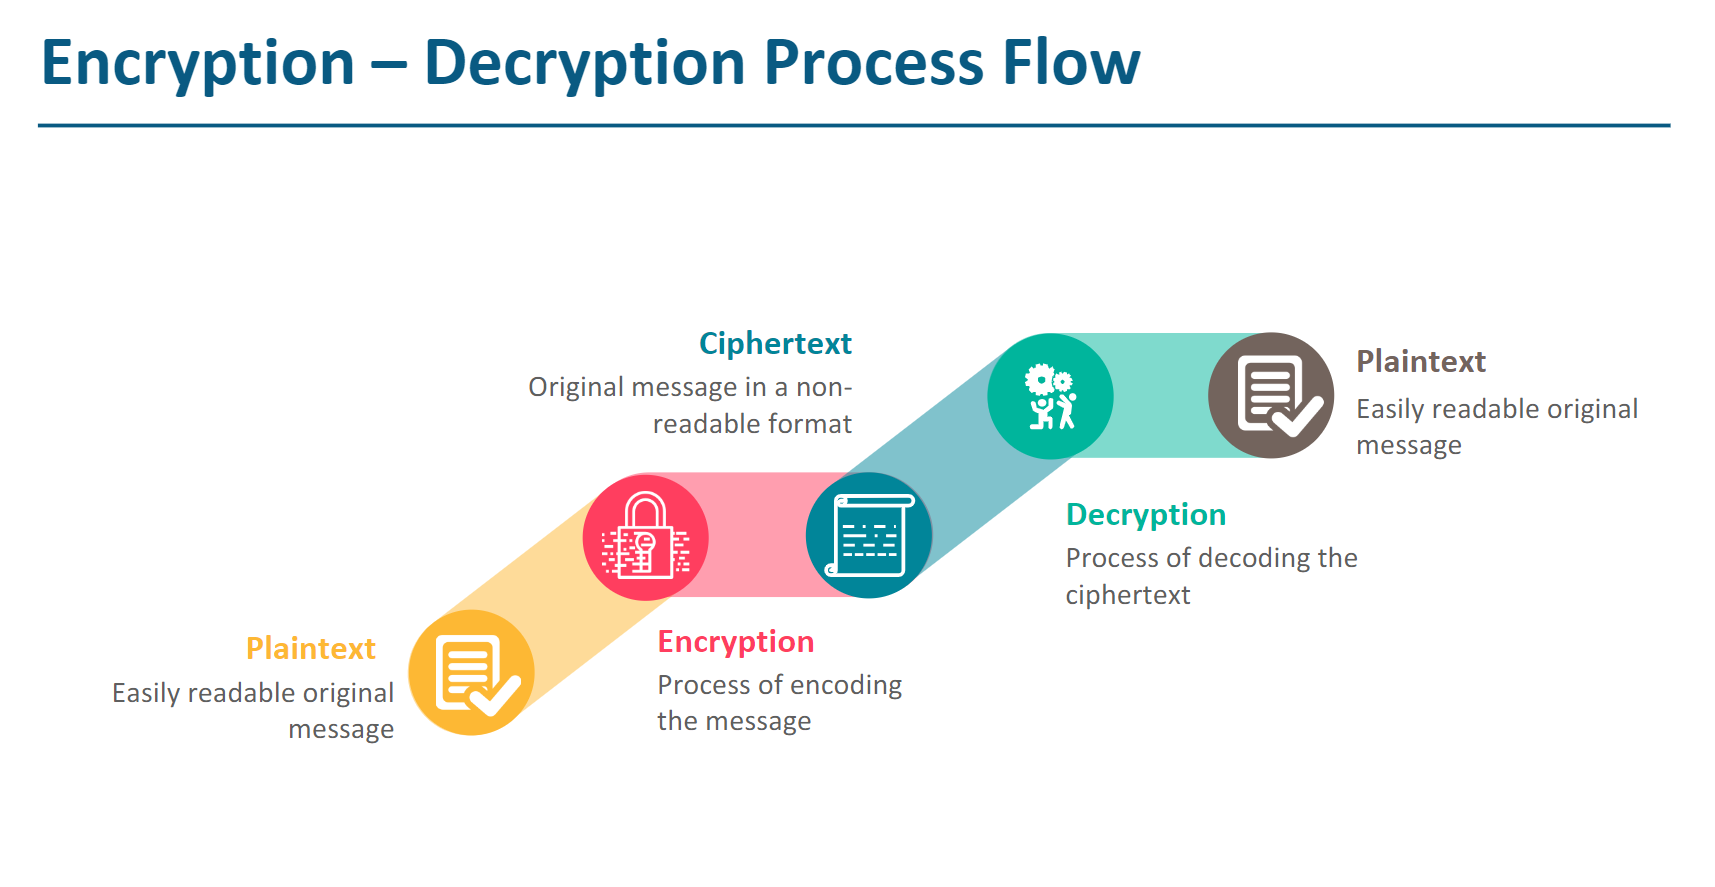 Encryption – Decryption Process Flow
Plaintext
Easily readable original
message
Encryption
Process of encoding
the message
Ciphertext
Original message in a non-
readable format
Decryption
Process of decoding the
ciphertext
Plaintext
Easily readable original
message